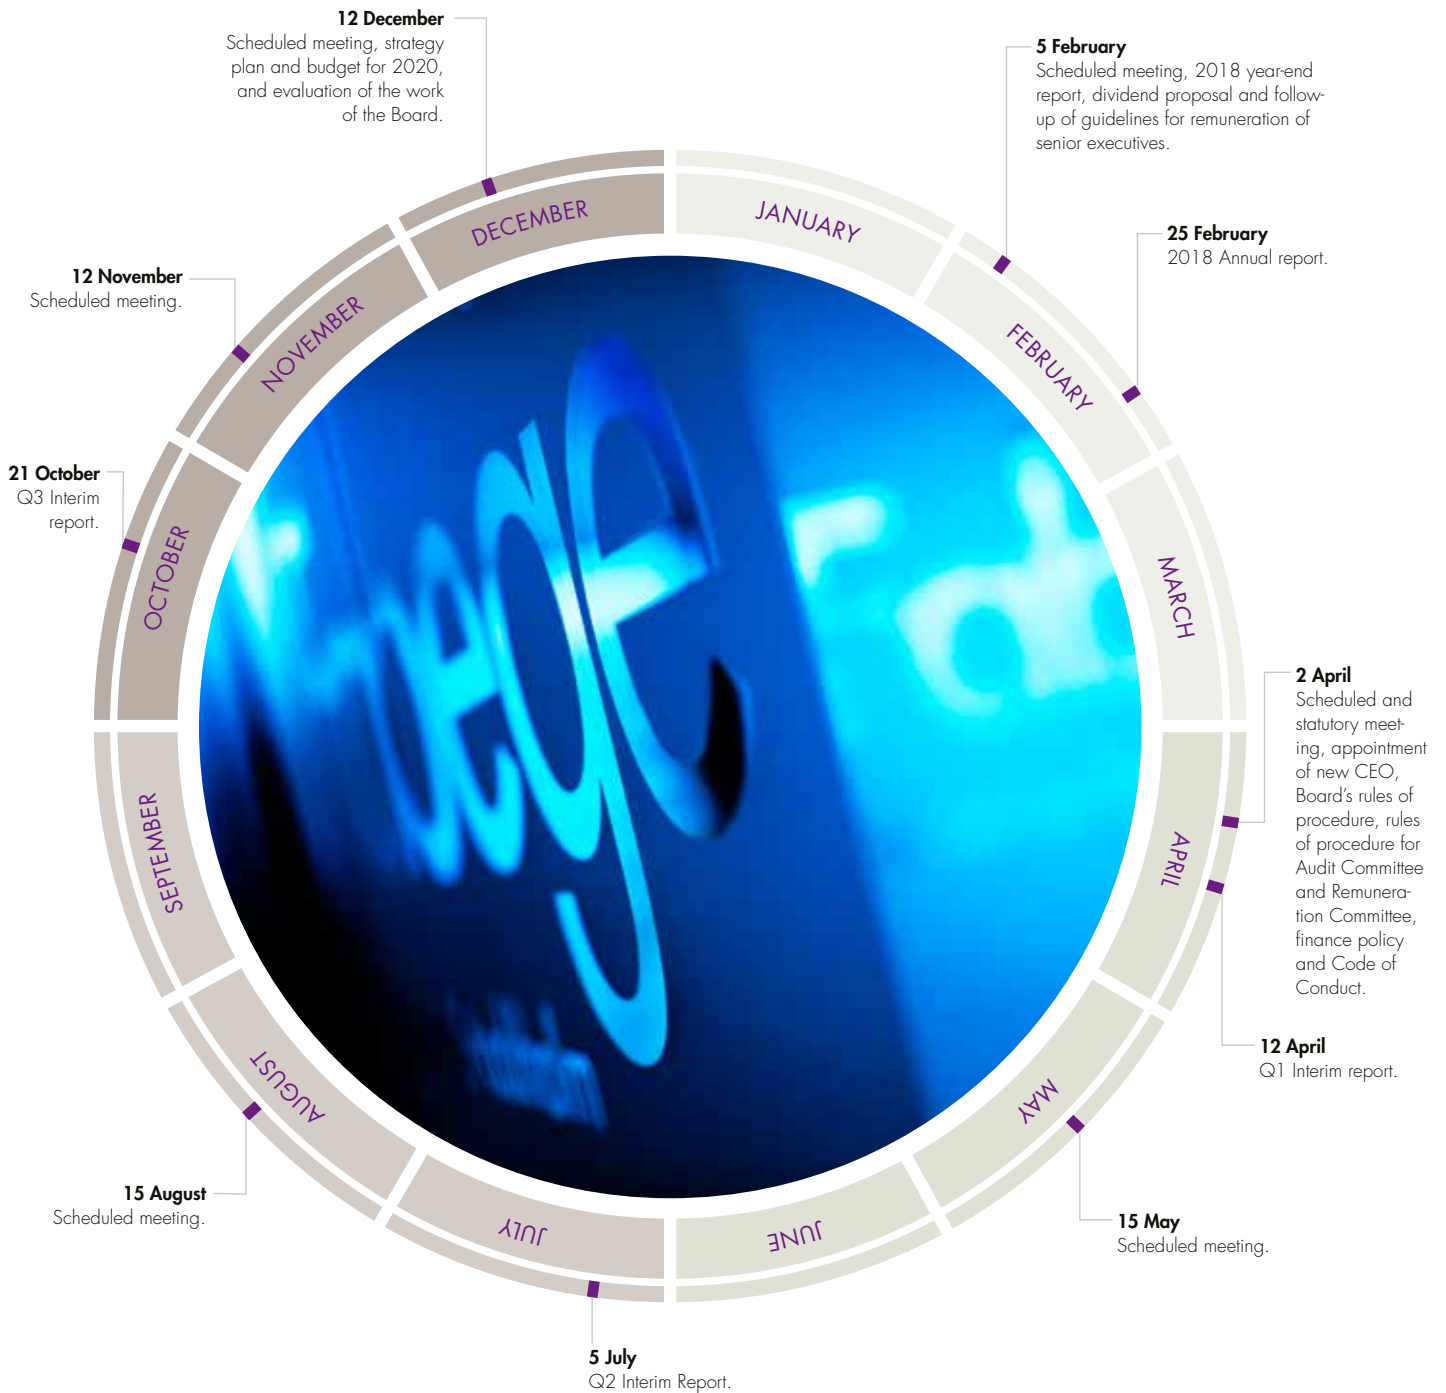 12 December
Scheduled meeting, strategy
plan and budget for 2020,
and evaluation of the work
of the Board.
5 February
Scheduled meeting, 2018 year-end
report, dividend proposal and follow-
up of guidelines for remuneration of
senior executives.
25 February
2018 Annual report.
12 November
Scheduled meeting.
21 October
Q3 Interim
report.
2 April
Scheduled and
statutory meet-
ing, appointment
of new CEO,
Board’s rules of
procedure, rules
of procedure for
Audit Committee
and Remunera-
tion Committee,
finance policy
and Code of
Conduct.
12 April
Q1 Interim report.
15 May
Scheduled meeting.
15 August
Scheduled meeting.
5 July
Q2 Interim Report.
JANUARY
FEBRUARY
MARCH
APRIL
MAY
JUNE
JULY
AUGUST
SEPTEMBER
OCTOBER
NOVEMBER
DECEMBER